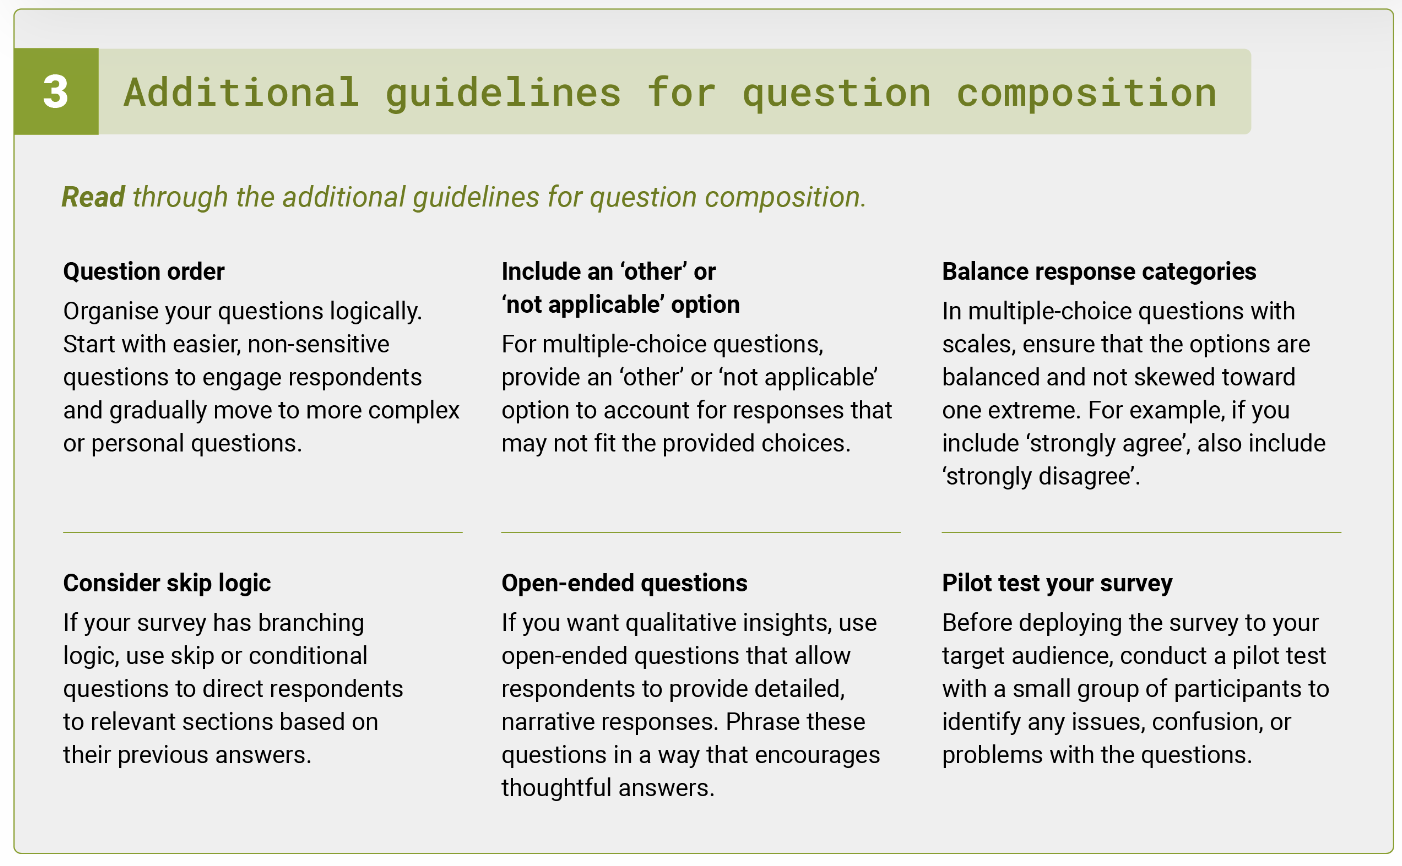 3 Additional guidelines for question composition
Read through the additional guidelines for question composition.
Question order
Organise your questions logically.
Start with easier, non-sensitive
questions to engage respondents
and gradually move to more complex
or personal questions.
Include an ‘other’ or
‘not applicable’ option
For multiple-choice questions,
provide an ‘other’ or ‘not applicable’
option to account for responses that
may not fit the provided choices.
Balance response categories
In multiple-choice questions with
scales, ensure that the options are
balanced and not skewed toward
one extreme. For example, if you
include ‘strongly agree’, also include
‘strongly disagree’.
Consider skip logic
If your survey has branching
logic, use skip or conditional
questions to direct respondents
to relevant sections based on
their previous answers.
Open-ended questions
If you want qualitative insights, use
open-ended questions that allow
respondents to provide detailed,
narrative responses. Phrase these
questions in a way that encourages
thoughtful answers.
Pilot test your survey
Before deploying the survey to your
target audience, conduct a pilot test
with a small group of participants to
identify any issues, confusion, or
problems with the questions.